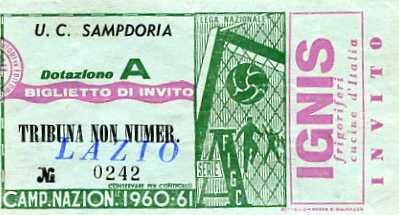 U. C. SAMPDORIA
Dotazione A
BIGLIETTO DI INVITO
TRIBUNA NON NUMER.
LAZIO
№ 0242
CONSERVARE PER CONTROLLO
CAMP. NAZION. 1960-61
LEGA NAZIONALE
SERIE A
F.I.G.C.
IGNIS
frigoriferi
cucine d'Italia
INVITO